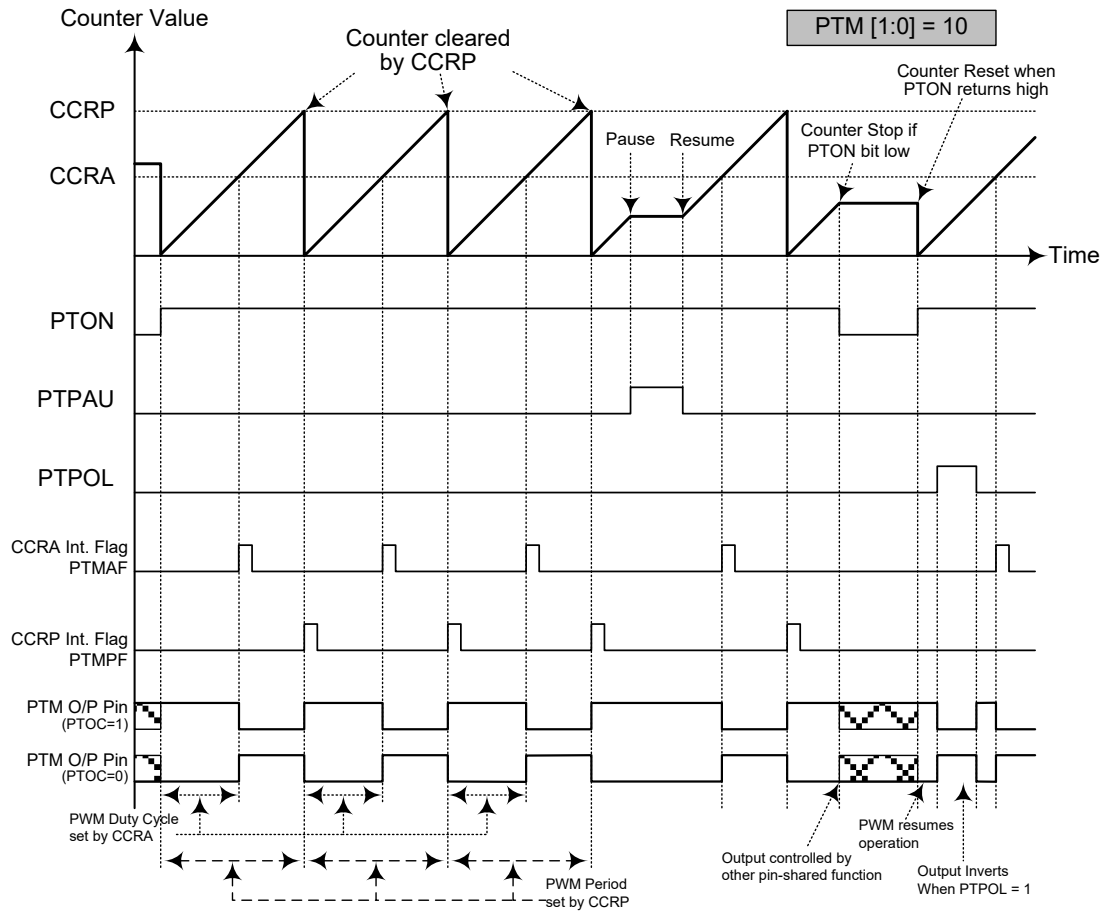 Counter Value
PTM [1:0] = 10
Counter cleared
by CCRP
Counter Reset when
PTON returns high
CCRP
Counter Stop if
PTON bit low
Pause
Resume
CCRA
Time
PTON
PTPAU
PTPOL
CCRA Int. Flag
PTMAF
CCRP Int. Flag
PTMPF
PTM O/P Pin
(PTOC=1)
PTM O/P Pin
(PTOC=0)
PWM Duty Cycle
set by CCRA
PWM resumes
operation
Output controlled by
other pin-shared function
Output Inverts
When PTPOL = 1
PWM Period
set by CCRP